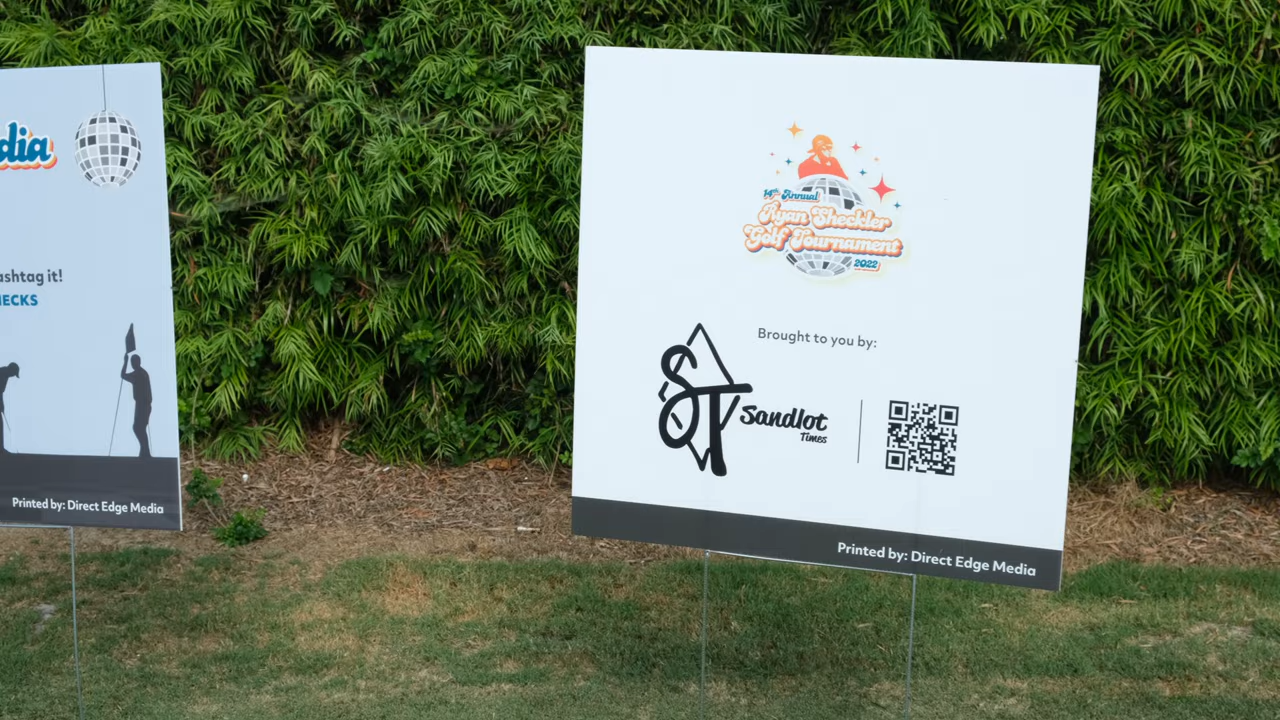 dia
ashtag it!
HECKS
Printed by: Direct Edge Media
14th Annual
Ryan Sheckler
Golf Tournament
2022
Brought to you by:
ST
Sandlot
Times
Printed by: Direct Edge Media